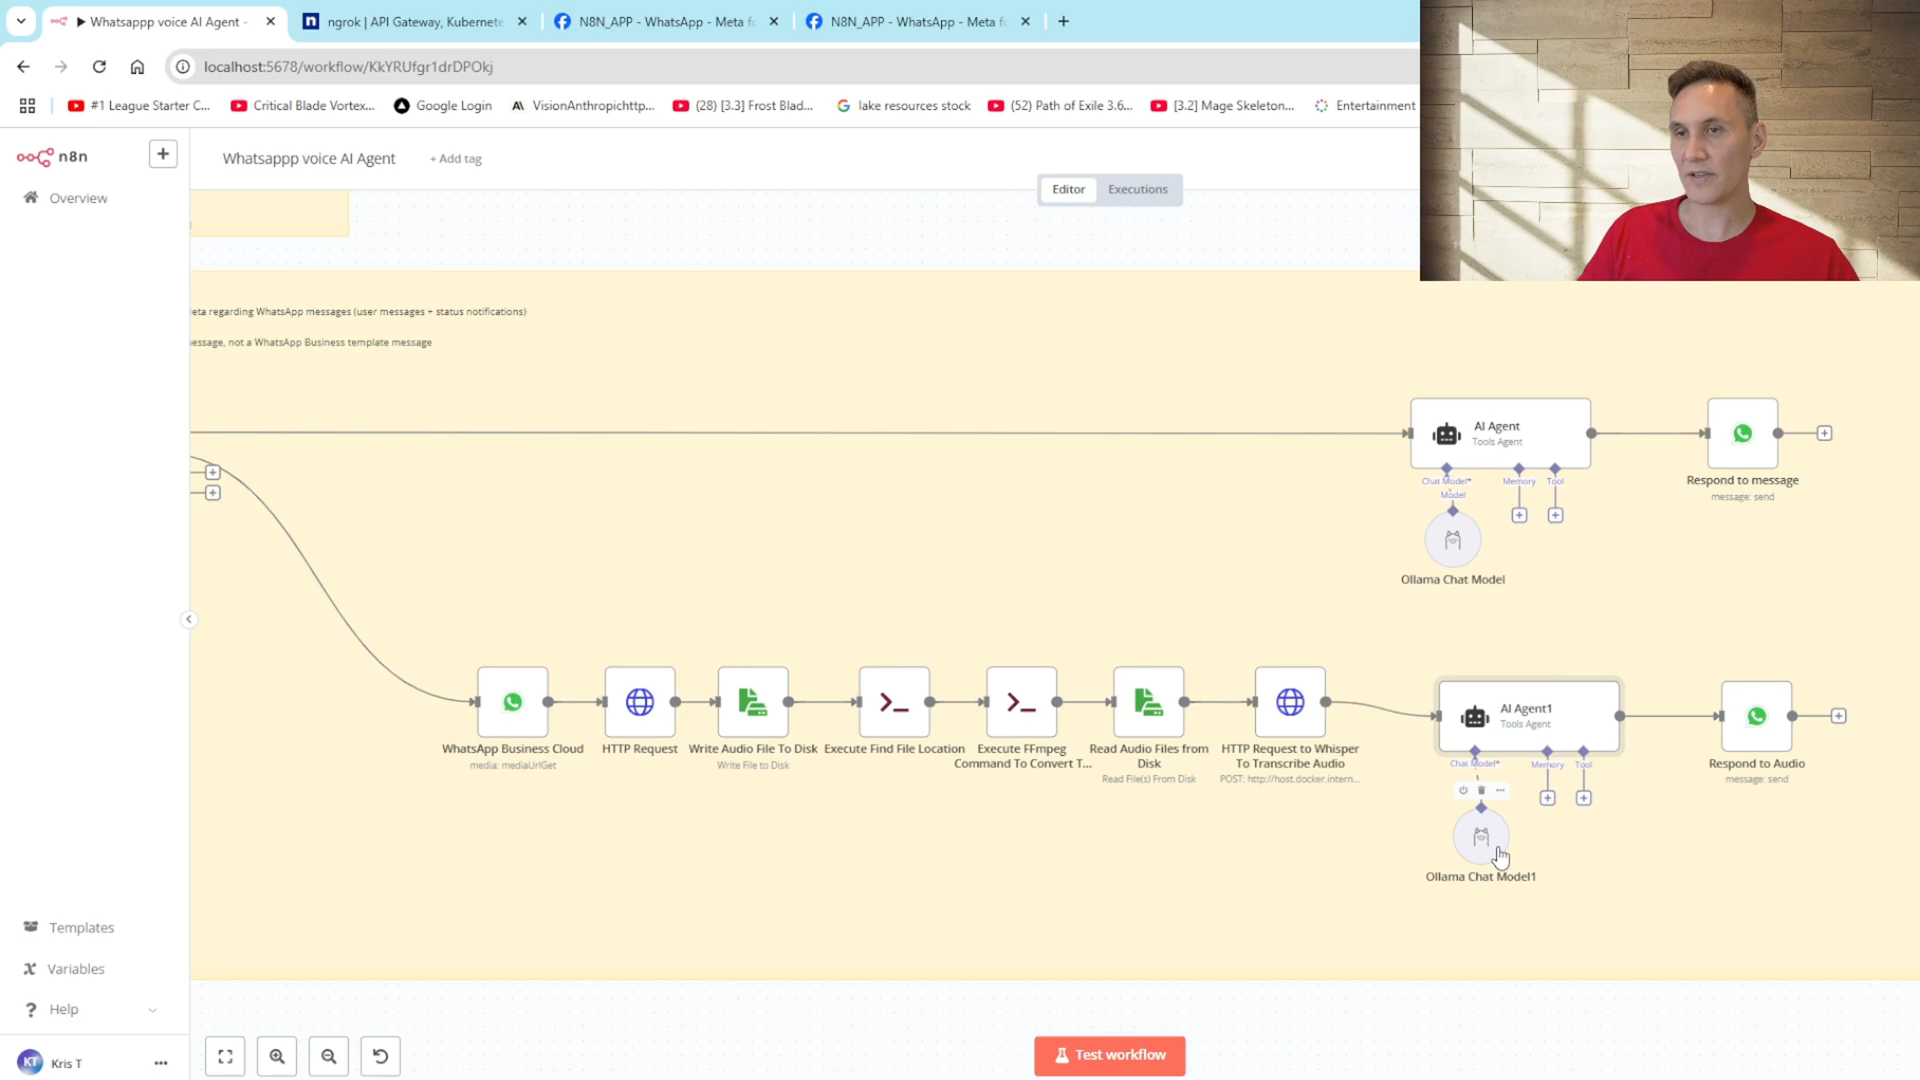 Whatsappp voice AI Agent -
ngrok | API Gateway, Kubernete
N8N_APP - WhatsApp - Meta fo
N8N_APP - WhatsApp - Meta fo
localhost:5678/workflow/KkYRUfgr1drDPOkj
#1 League Starter C...
Critical Blade Vortex...
Google Login
VisionAnthropichttp...
(28) [3.3] Frost Blad...
lake resources stock
(52) Path of Exile 3.6...
[3.2] Mage Skeleton...
Entertainment
n8n
Whatsappp voice AI Agent
+ Add tag
Editor
Executions
Overview
eta regarding WhatsApp messages (user messages + status notifications)
essage, not a WhatsApp Business template message
AI Agent
Tools Agent
Chat Model*
Model
Memory
Tool
Respond to message
message: send
Ollama Chat Model
WhatsApp Business Cloud
media: mediaUrlGet
HTTP Request
Write Audio File To Disk
Write File to Disk
Execute Find File Location
Execute FFmpeg
Command To Convert T...
Read Audio Files from
Disk
Read File(s) From Disk
HTTP Request to Whisper
To Transcribe Audio
POST: http://host.docker.intern...
AI Agent1
Tools Agent
Chat Model*
Memory
Tool
Respond to Audio
message: send
Ollama Chat Model1
Templates
Variables
Help
KT
Kris T
Test workflow